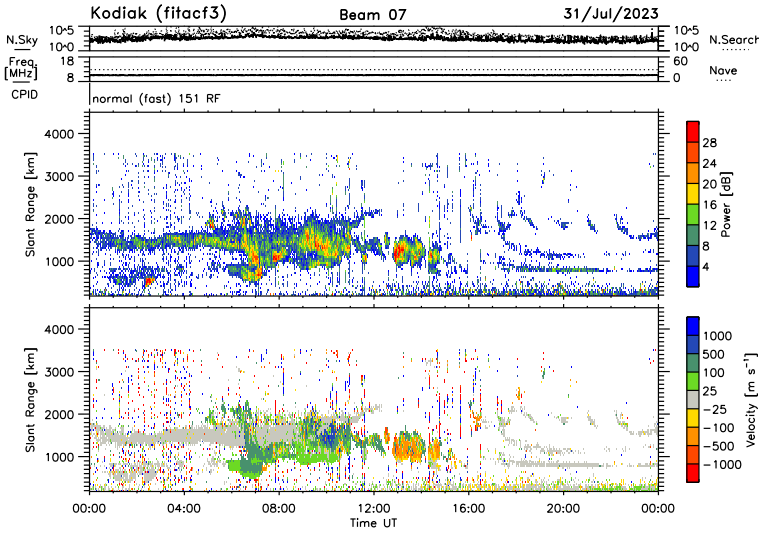 Kodiak (fitacf3) Beam 07 31/Jul/2023
N.Sky 10^5 10^0 10^5 10^0 N.Search
Freq. [MHz] 18 8 60 0 Nave
CPID normal (fast) 151 RF
Slant Range [km] 4000 3000 2000 1000
28 24 20 16 12 8 4 Power [dB]
Slant Range [km] 4000 3000 2000 1000
1000 500 100 25 −25 −100 −500 −1000 Velocity [m s⁻¹]
00:00 04:00 08:00 12:00 16:00 20:00 00:00
Time UT